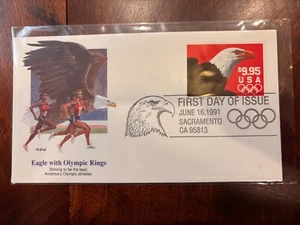 $9.95
USA
FIRST DAY OF ISSUE
JUNE 16, 1991
SACRAMENTO
CA 95813
Eagle with Olympic Rings
Striving to be the best,
America's Olympic athletes